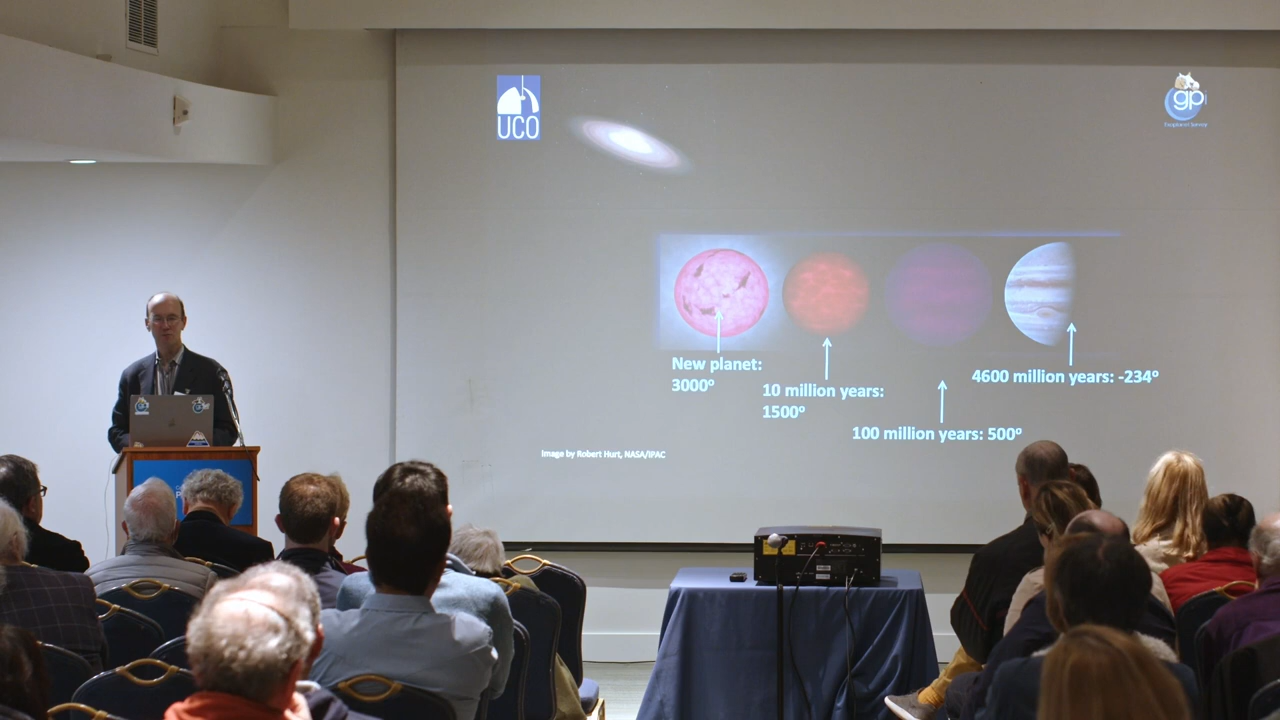 UCO
gpi
New planet:
3000º
10 million years:
1500º
100 million years: 500º
4600 million years: -234º
Image by Robert Hurt, NASA/IPAC